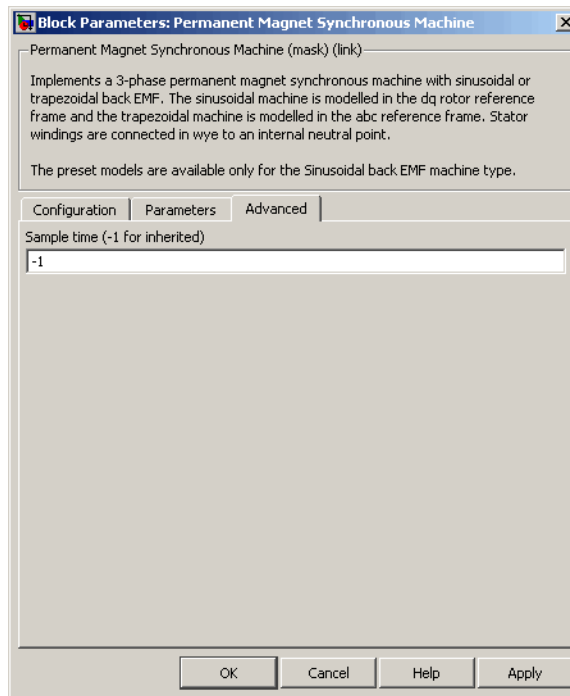 Block Parameters: Permanent Magnet Synchronous Machine
Permanent Magnet Synchronous Machine (mask) (link)
Implements a 3-phase permanent magnet synchronous machine with sinusoidal or
trapezoidal back EMF. The sinusoidal machine is modelled in the dq rotor reference
frame and the trapezoidal machine is modelled in the abc reference frame. Stator
windings are connected in wye to an internal neutral point.
The preset models are available only for the Sinusoidal back EMF machine type.
Configuration Parameters Advanced
Sample time (-1 for inherited)
-1
OK Cancel Help Apply